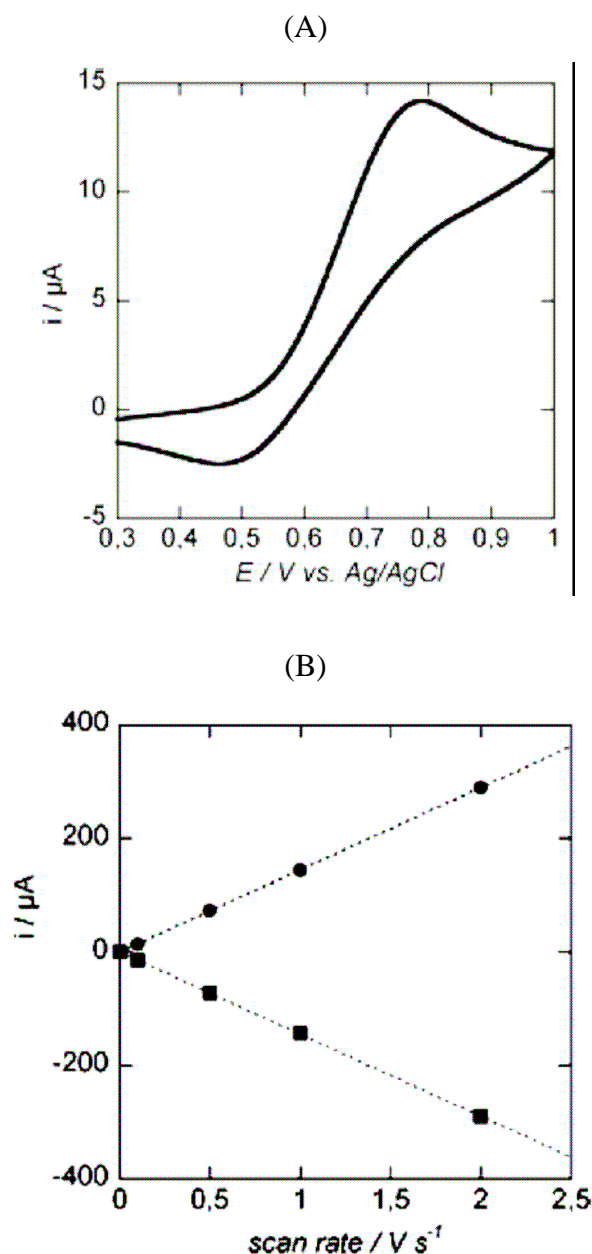 (A)
15
10
5
0
-5
i / µA
0,3 0,4 0,5 0,6 0,7 0,8 0,9 1
E / V vs. Ag/AgCl
(B)
400
200
0
-200
-400
i / µA
0 0,5 1 1,5 2 2,5
scan rate / V s⁻¹